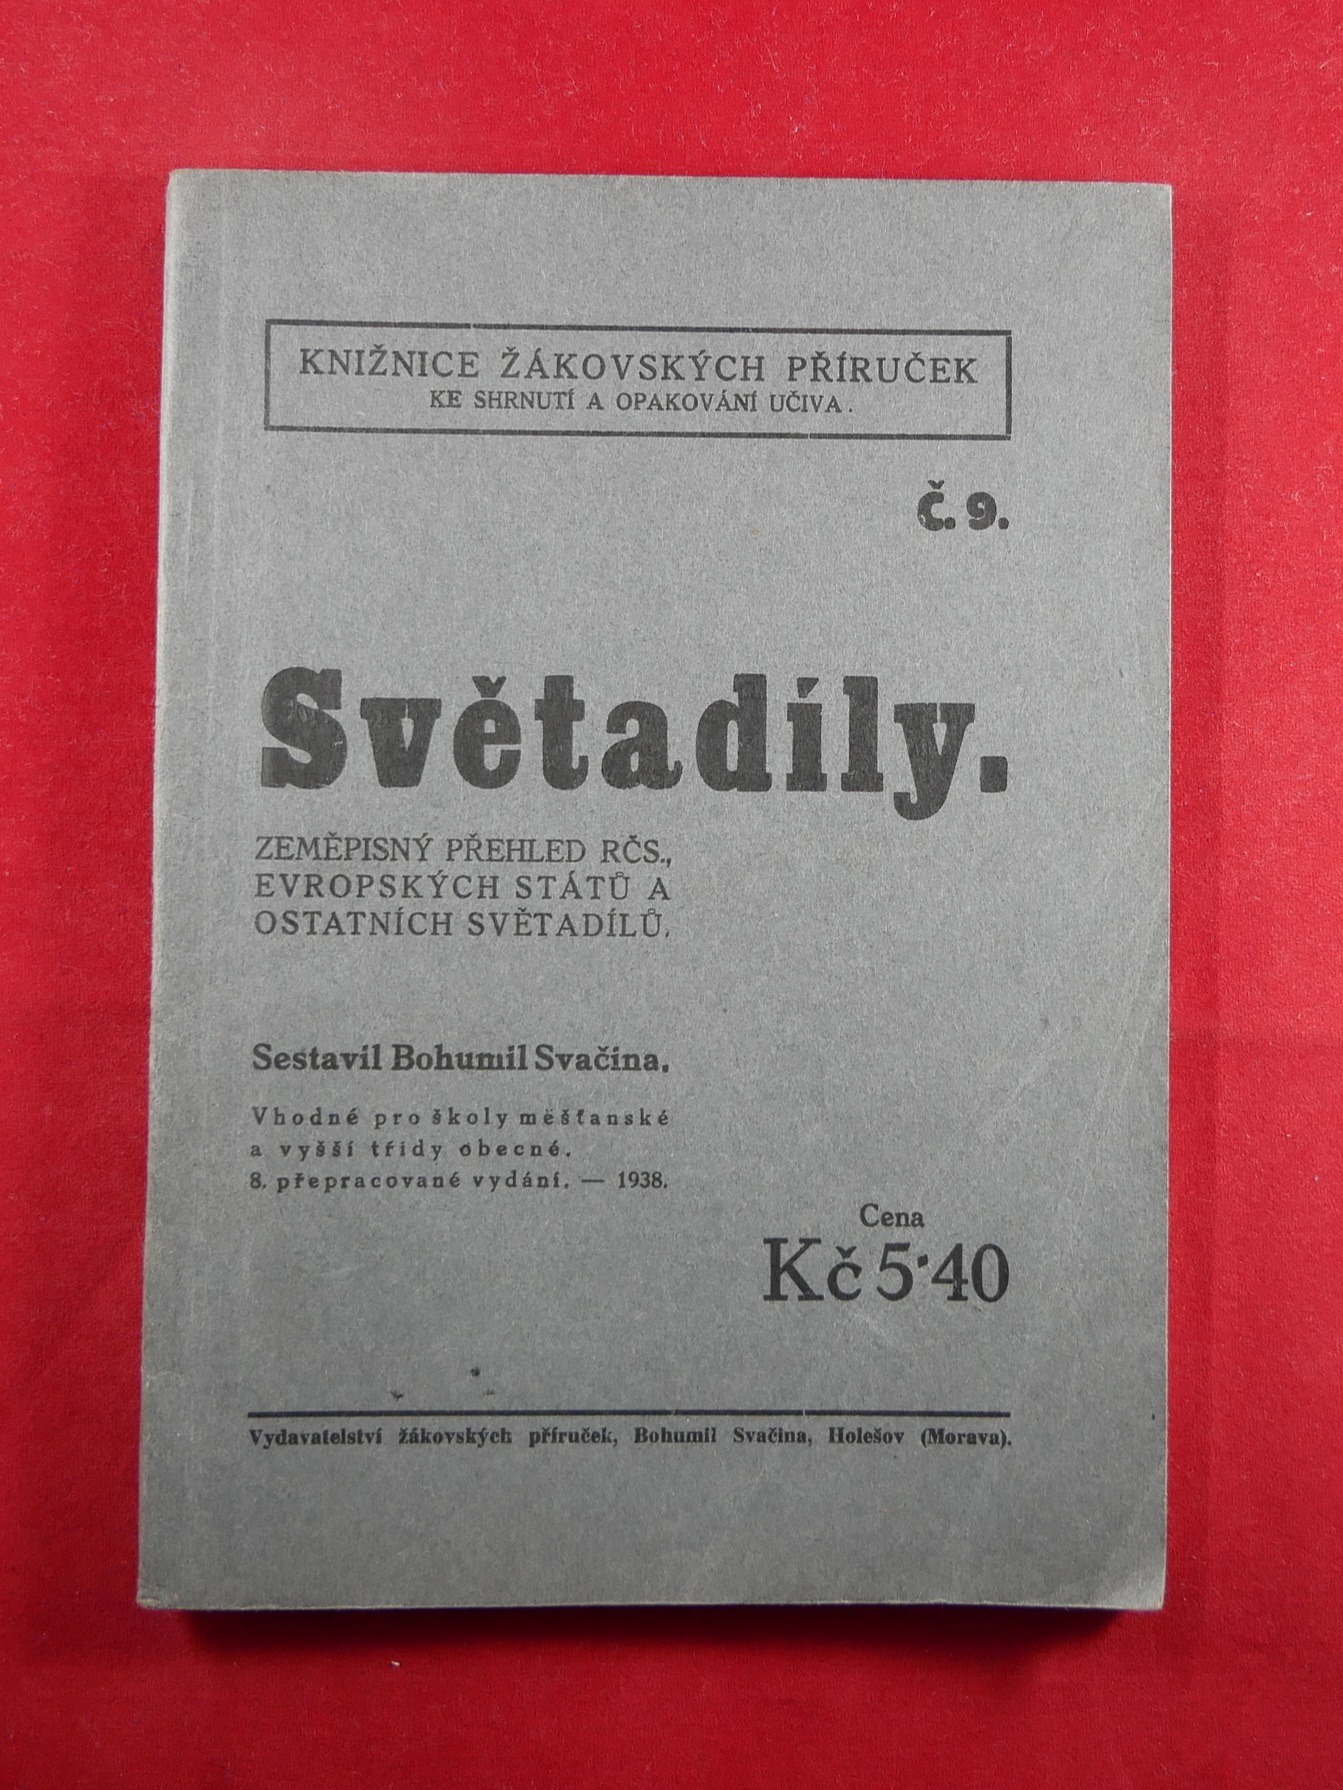 KNIŽNICE ŽÁKOVSKÝCH PŘÍRUČEK
KE SHRNUTÍ A OPAKOVÁNÍ UČIVA.
Č. 9.
Světadíly.
ZEMĚPISNÝ PŘEHLED RČS.,
EVROPSKÝCH STÁTŮ A
OSTATNÍCH SVĚTADÍLŮ.
Sestavil Bohumil Svačina.
Vhodné pro školy měšťanské
a vyšší třídy obecné.
8. přepracované vydání. — 1938.
Cena
Kč 5·40
Vydavatelství žákovských příruček, Bohumil Svačina, Holešov (Morava).